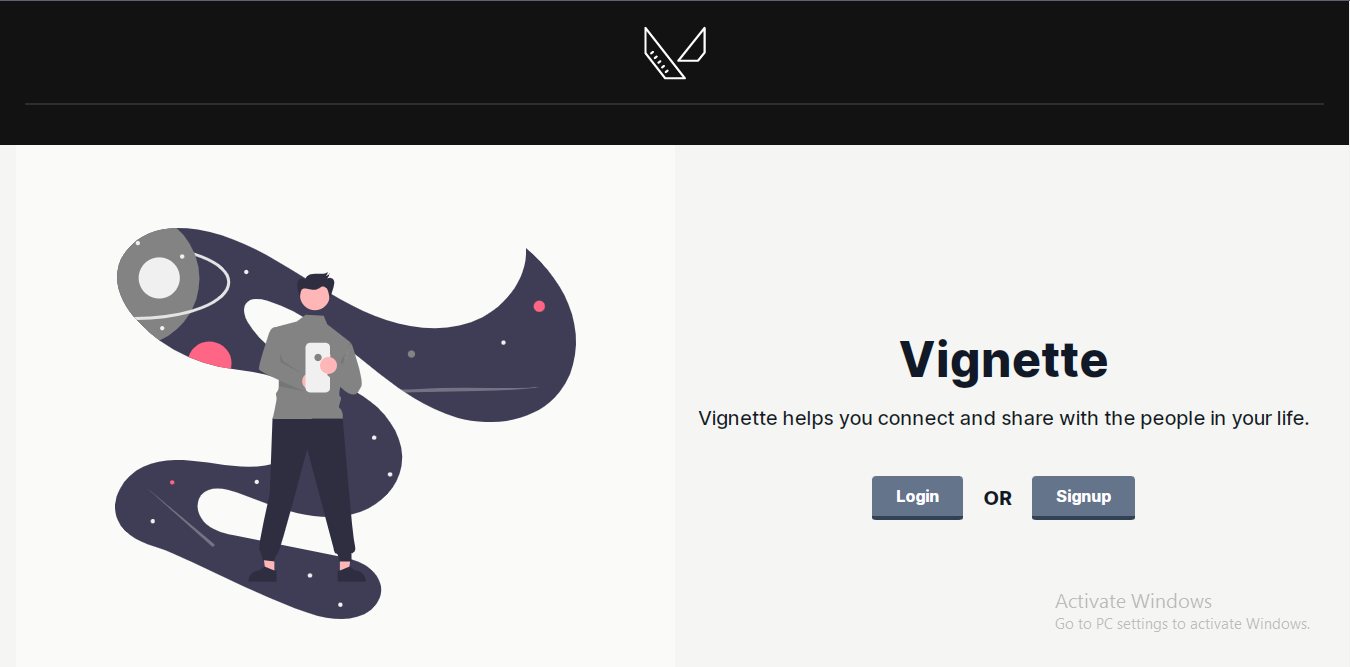 Vignette
Vignette helps you connect and share with the people in your life.
Login OR Signup
Activate Windows
Go to PC settings to activate Windows.